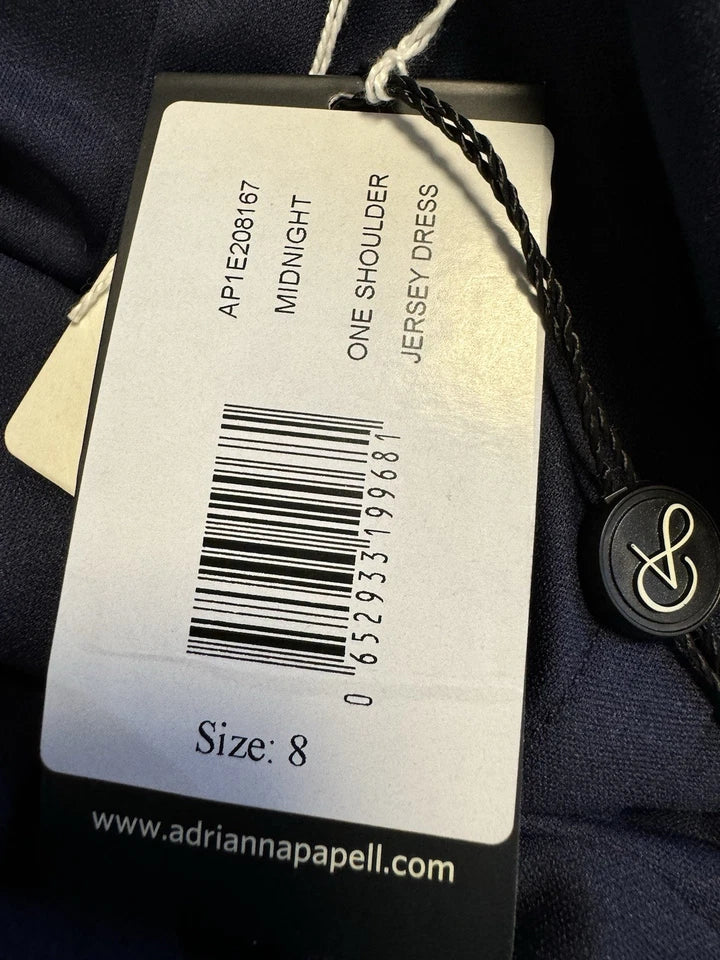 AP1E208167
MIDNIGHT
ONE SHOULDER
JERSEY DRESS
0 652933 199681
Size: 8
www.adriannapapell.com